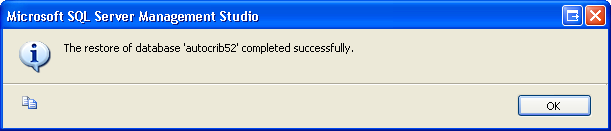 Microsoft SQL Server Management Studio
The restore of database 'autocrib52' completed successfully.
OK